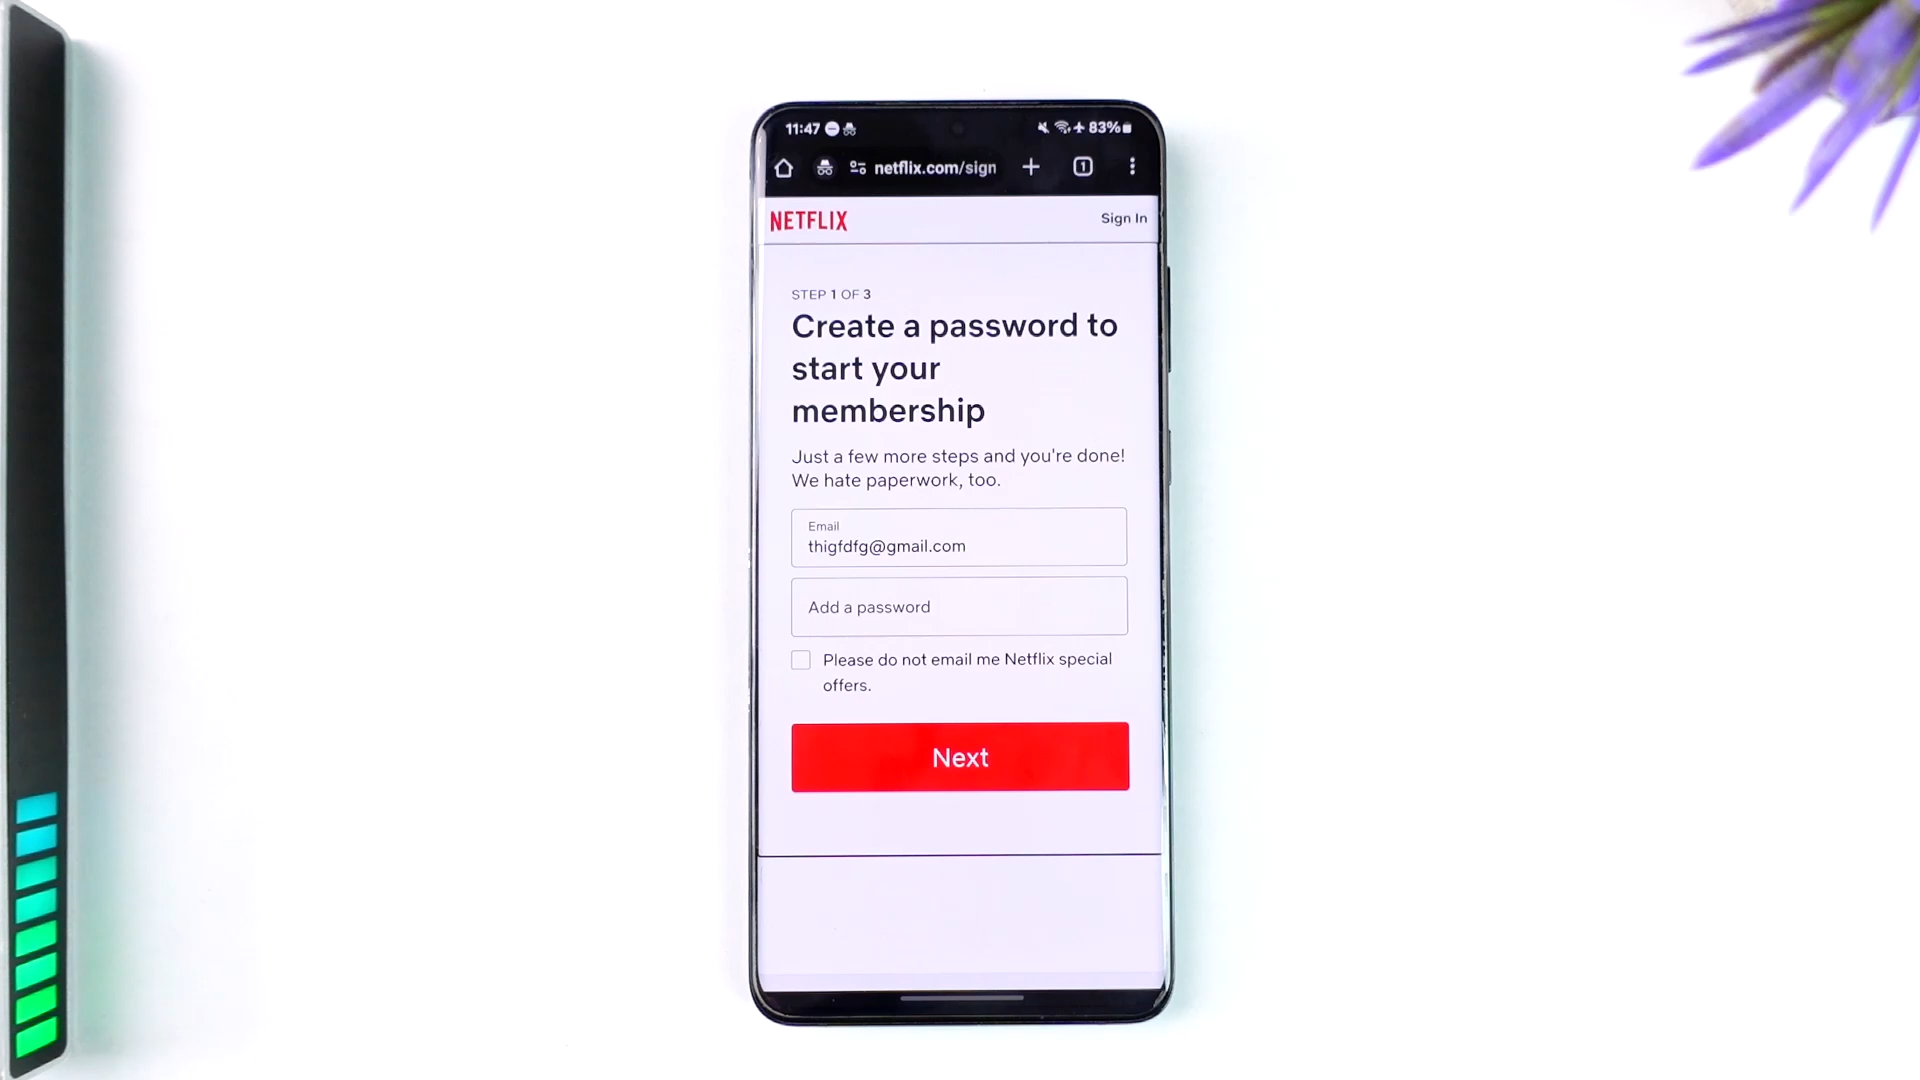 11:47 83%
netflix.com/sign 1
NETFLIX Sign In
STEP 1 OF 3
Create a password to
start your
membership
Just a few more steps and you're done!
We hate paperwork, too.
Email
thigfdfg@gmail.com
Add a password
Please do not email me Netflix special
offers.
Next